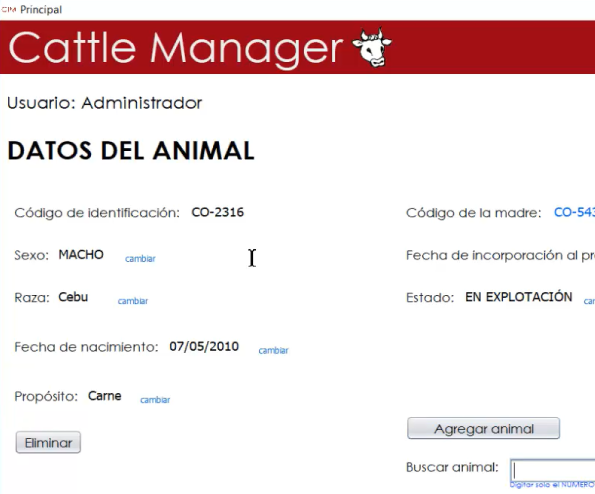 CIM Principal
Cattle Manager
Usuario: Administrador
DATOS DEL ANIMAL
Código de identificación: CO-2316
Código de la madre: CO-543
Sexo: MACHO cambiar
Fecha de incorporación al pr
Raza: Cebu cambiar
Estado: EN EXPLOTACIÓN ca
Fecha de nacimiento: 07/05/2010 cambiar
Propósito: Carne cambiar
Agregar animal
Eliminar
Buscar animal:
Digitar solo el NUMERO